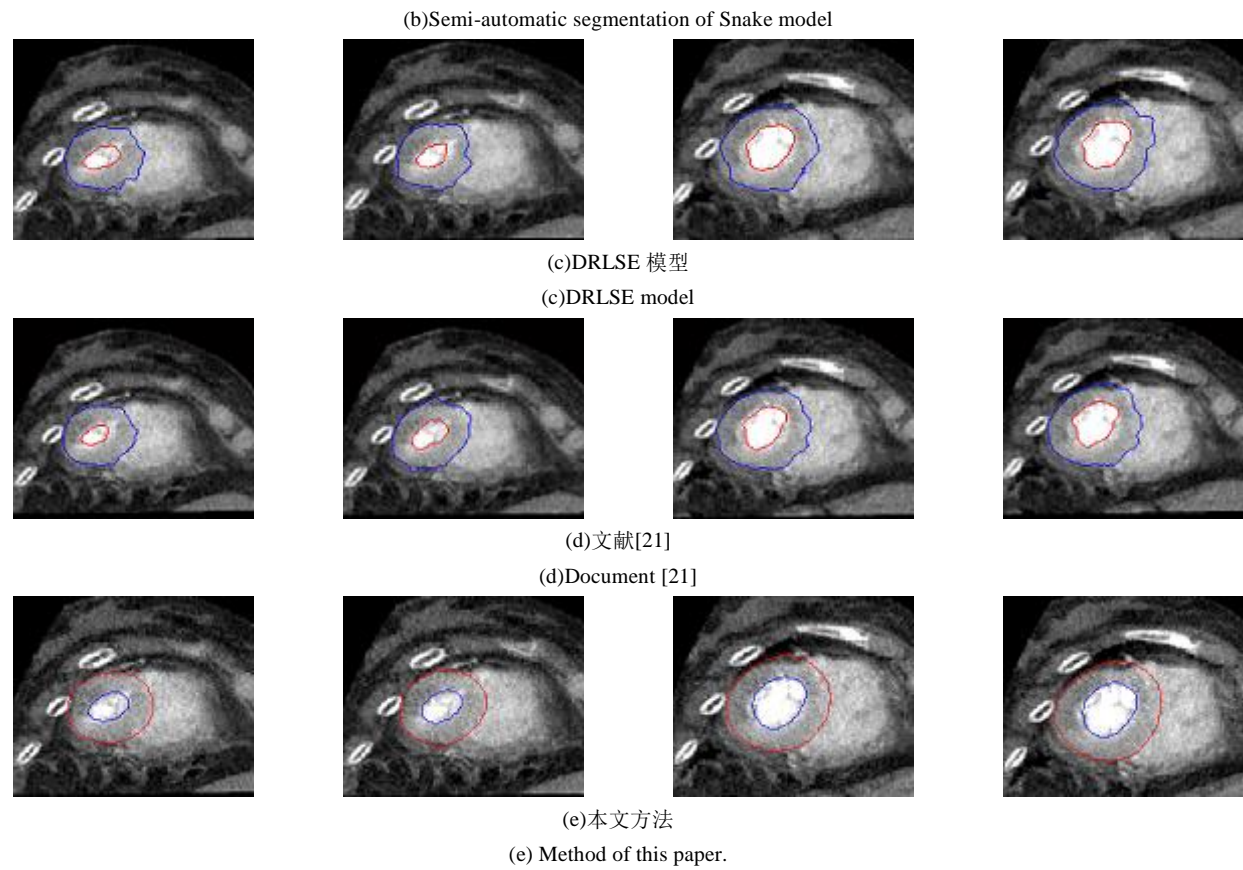 (b)Semi-automatic segmentation of Snake model
(c)DRLSE 模型
(c)DRLSE model
(d)文献[21]
(d)Document [21]
(e)本文方法
(e) Method of this paper.